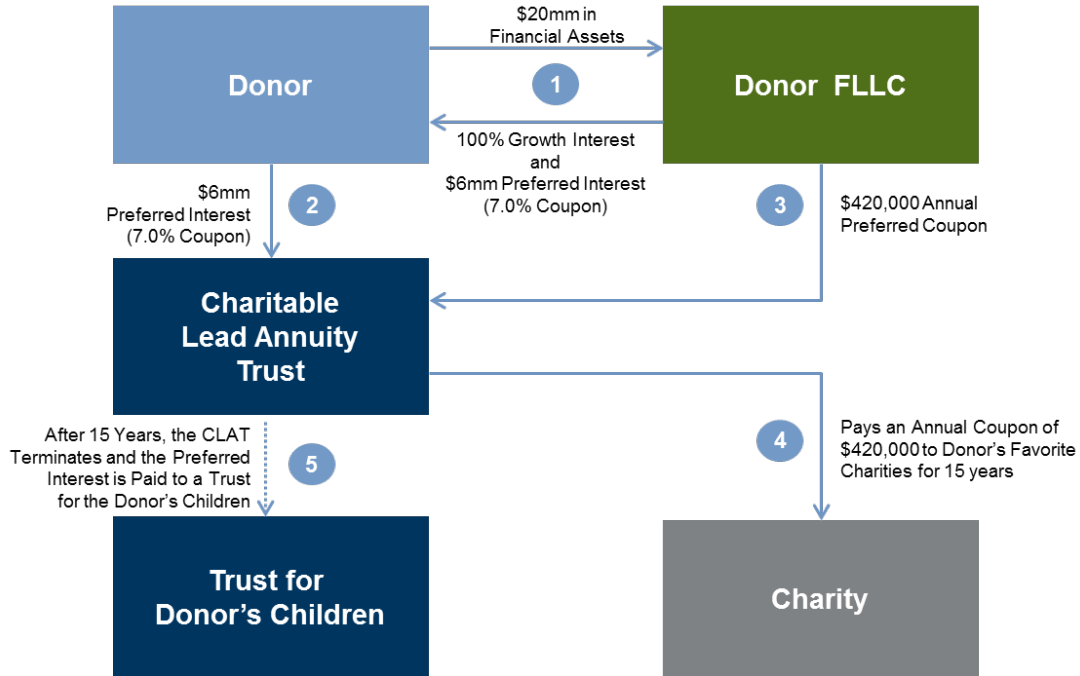 Donor
$20mm in
Financial Assets
1
Donor FLLC
100% Growth Interest
and
$6mm Preferred Interest
(7.0% Coupon)
$6mm
Preferred Interest
(7.0% Coupon)
2
3
$420,000 Annual
Preferred Coupon
Charitable
Lead Annuity
Trust
After 15 Years, the CLAT
Terminates and the Preferred
Interest is Paid to a Trust
for the Donor's Children
5
4
Pays an Annual Coupon of
$420,000 to Donor's Favorite
Charities for 15 years
Trust for
Donor's Children
Charity